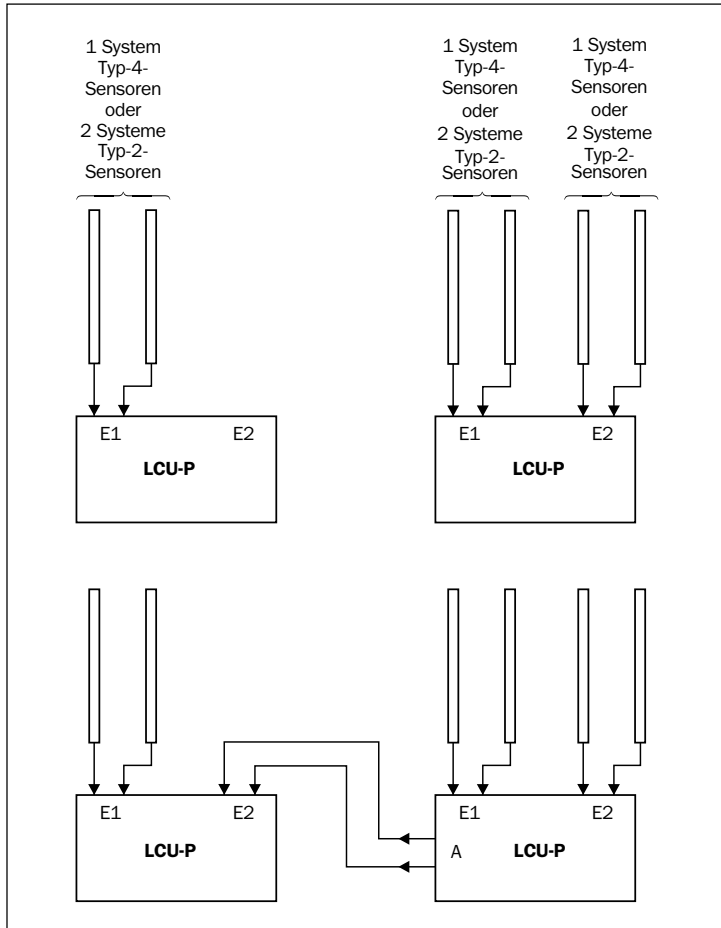 1 System
Typ-4-
Sensoren
oder
2 Systeme
Typ-2-
Sensoren
1 System
Typ-4-
Sensoren
oder
2 Systeme
Typ-2-
Sensoren
1 System
Typ-4-
Sensoren
oder
2 Systeme
Typ-2-
Sensoren
E1 E2
LCU-P
E1 E2
LCU-P
E1 E2
LCU-P
E1 E2
A LCU-P